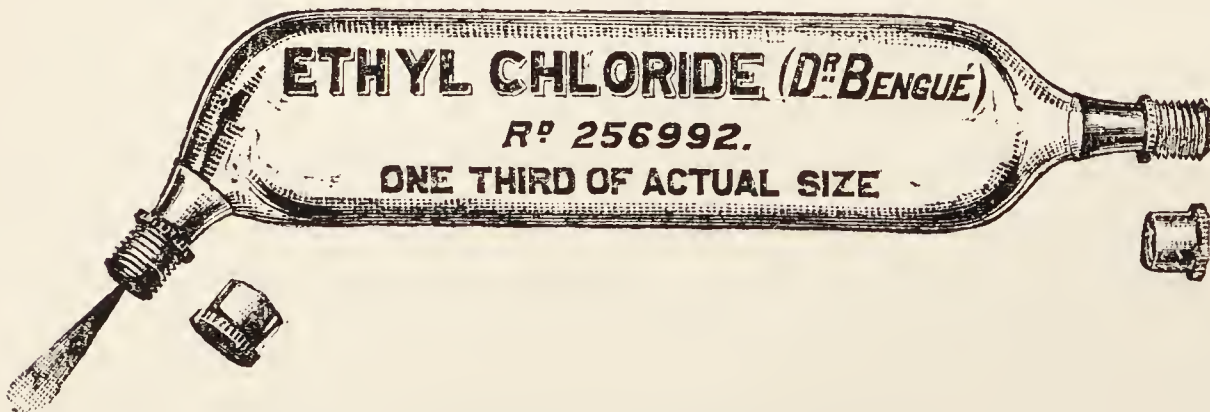 ETHYL CHLORIDE (DR BENGUÉ)
RD 256992.
ONE THIRD OF ACTUAL SIZE